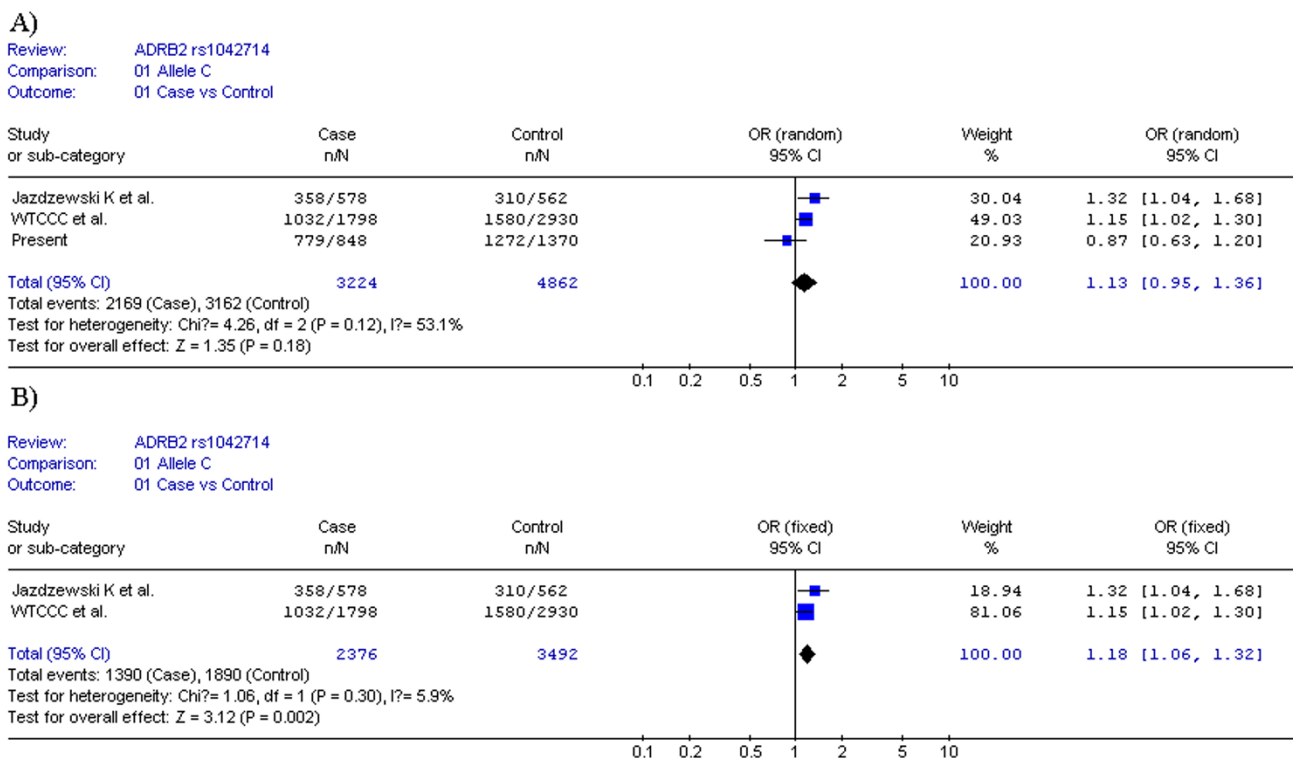 A)
Review: ADRB2 rs1042714
Comparison: 01 Allele C
Outcome: 01 Case vs Control
Study Case Control OR (random) Weight OR (random)
or sub-category n/N n/N 95% CI % 95% CI
Jazdzewski K et al. 358/578 310/562 30.04 1.32 [1.04, 1.68]
WTCCC et al. 1032/1798 1580/2930 49.03 1.15 [1.02, 1.30]
Present 779/848 1272/1370 20.93 0.87 [0.63, 1.20]
Total (95% CI) 3224 4862 100.00 1.13 [0.95, 1.36]
Total events: 2169 (Case), 3162 (Control)
Test for heterogeneity: Chi?= 4.26, df = 2 (P = 0.12), I?= 53.1%
Test for overall effect: Z = 1.35 (P = 0.18)
0.1 0.2 0.5 1 2 5 10
B)
Review: ADRB2 rs1042714
Comparison: 01 Allele C
Outcome: 01 Case vs Control
Study Case Control OR (fixed) Weight OR (fixed)
or sub-category n/N n/N 95% CI % 95% CI
Jazdzewski K et al. 358/578 310/562 18.94 1.32 [1.04, 1.68]
WTCCC et al. 1032/1798 1580/2930 81.06 1.15 [1.02, 1.30]
Total (95% CI) 2376 3492 100.00 1.18 [1.06, 1.32]
Total events: 1390 (Case), 1890 (Control)
Test for heterogeneity: Chi?= 1.06, df = 1 (P = 0.30), I?= 5.9%
Test for overall effect: Z = 3.12 (P = 0.002)
0.1 0.2 0.5 1 2 5 10